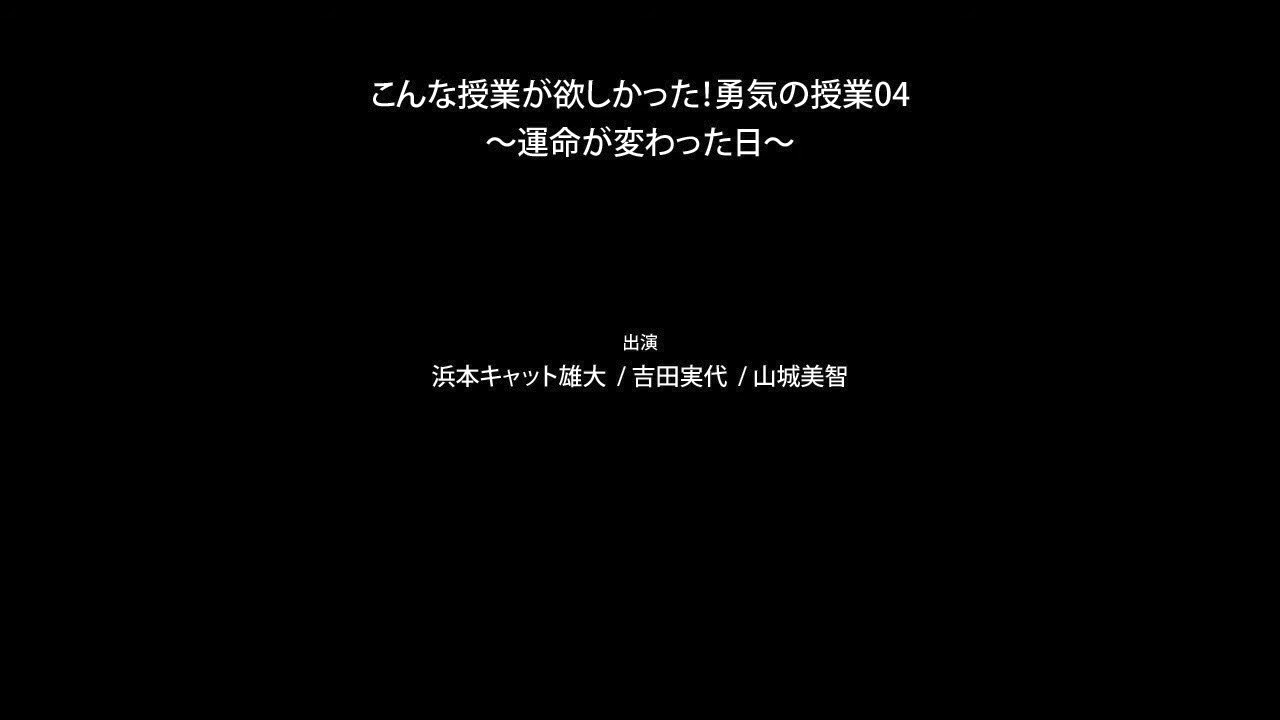 こんな授業が欲しかった!勇気の授業04
～運命が変わった日～
出演
浜本キャット雄大 / 吉田実代 / 山城美智